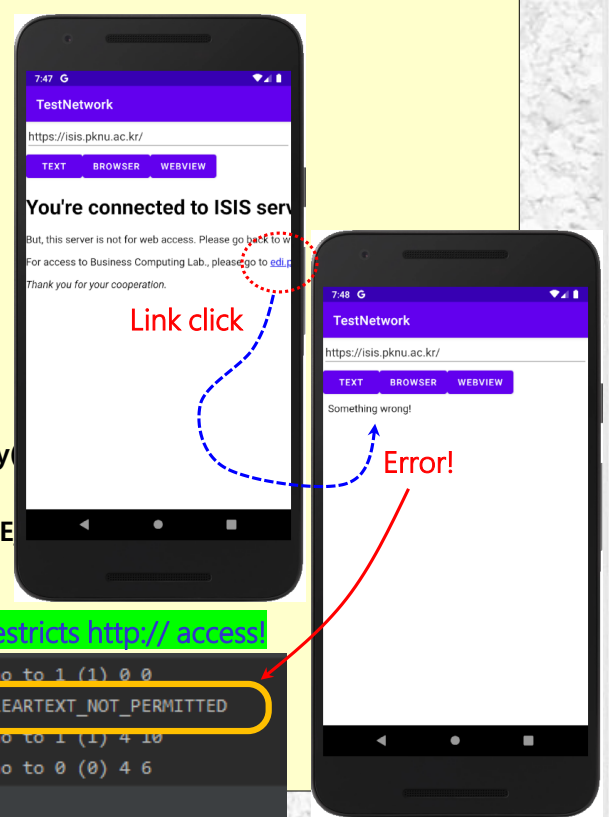 7:47 G
TestNetwork
https://isis.pknu.ac.kr/
TEXT BROWSER WEBVIEW
You're connected to ISIS serv
But, this server is not for web access. Please go back to w
For access to Business Computing Lab., please go to edi.p
Thank you for your cooperation.
Link click
7:48 G
TestNetwork
https://isis.pknu.ac.kr/
TEXT BROWSER WEBVIEW
Something wrong!
Error!
y(
E
estricts http:// access!
o to 1 (1) 0 0
LEARTEXT_NOT_PERMITTED
o to 1 (1) 4 10
o to 0 (0) 4 6